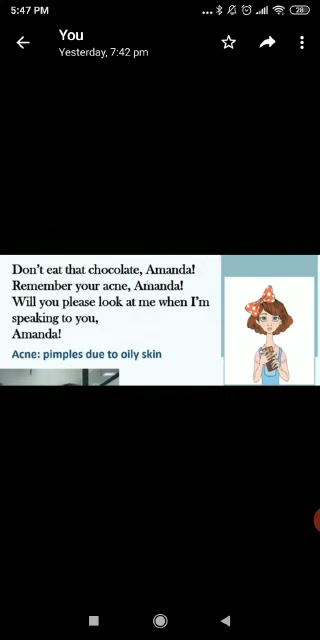 5:47 PM
28
You
Yesterday, 7:42 pm
Don't eat that chocolate, Amanda!
Remember your acne, Amanda!
Will you please look at me when I'm
speaking to you,
Amanda!
Acne: pimples due to oily skin